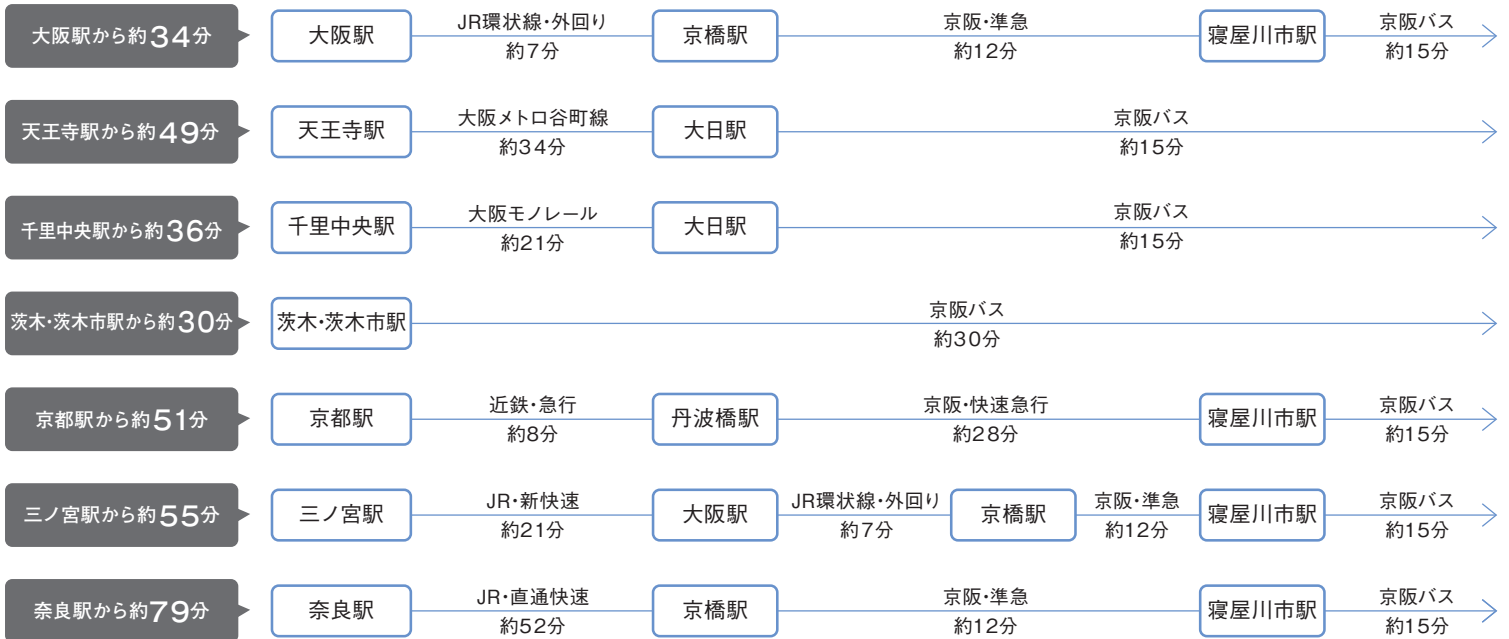 大阪駅から約34分
大阪駅
JR環状線・外回り
約7分
京橋駅
京阪・準急
約12分
寝屋川市駅
京阪バス
約15分
天王寺駅から約49分
天王寺駅
大阪メトロ谷町線
約34分
大日駅
京阪バス
約15分
千里中央駅から約36分
千里中央駅
大阪モノレール
約21分
大日駅
京阪バス
約15分
茨木・茨木市駅から約30分
茨木・茨木市駅
京阪バス
約30分
京都駅から約51分
京都駅
近鉄・急行
約8分
丹波橋駅
京阪・快速急行
約28分
寝屋川市駅
京阪バス
約15分
三ノ宮駅から約55分
三ノ宮駅
JR・新快速
約21分
大阪駅
JR環状線・外回り
約7分
京橋駅
京阪・準急
約12分
寝屋川市駅
京阪バス
約15分
奈良駅から約79分
奈良駅
JR・直通快速
約52分
京橋駅
京阪・準急
約12分
寝屋川市駅
京阪バス
約15分